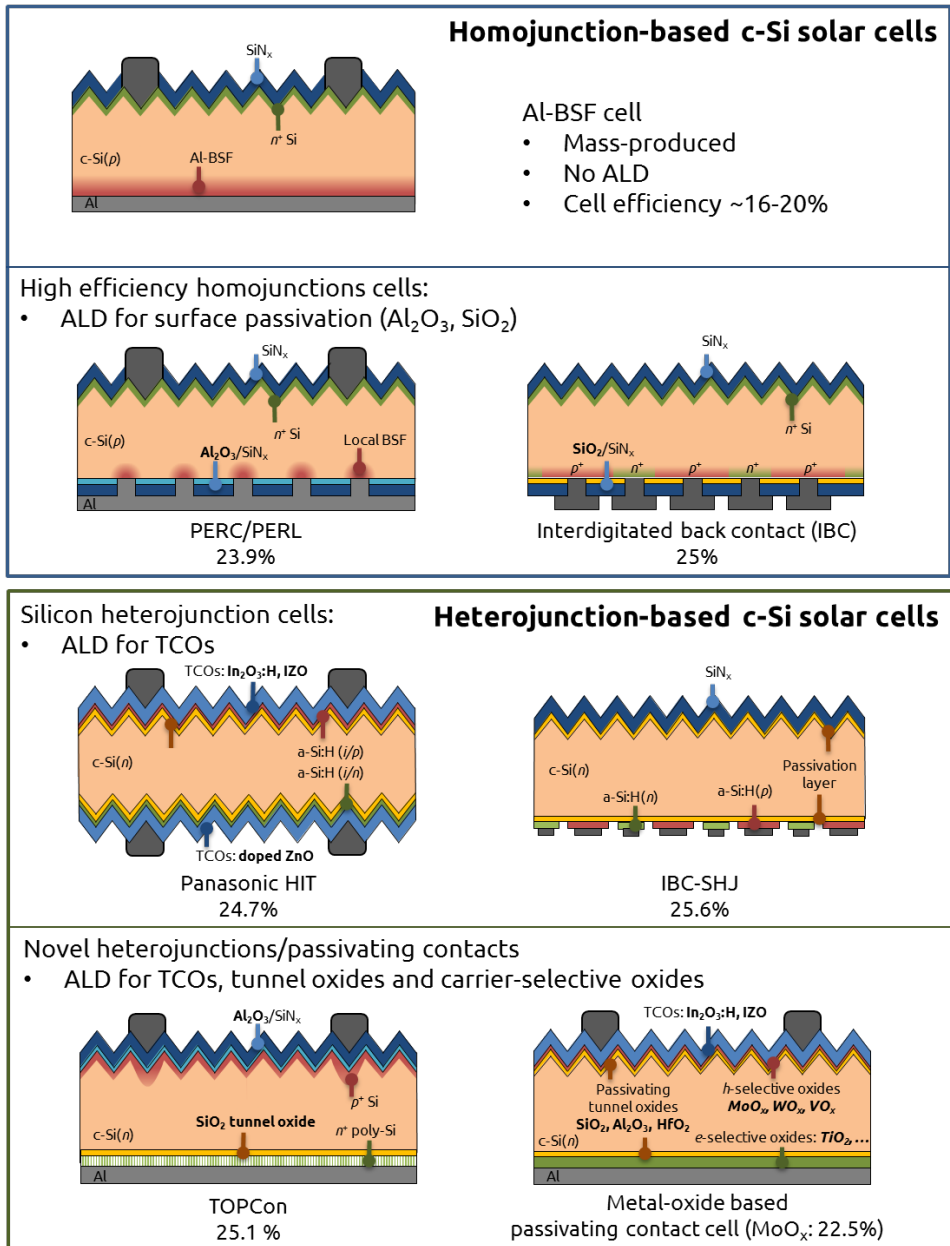 Homojunction-based c-Si solar cells
SiNₓ
n⁺ Si
c-Si(p)
Al-BSF
Al
Al-BSF cell
• Mass-produced
• No ALD
• Cell efficiency ~16-20%
High efficiency homojunctions cells:
• ALD for surface passivation (Al₂O₃, SiO₂)
SiNₓ
n⁺ Si
c-Si(p)
Local BSF
Al₂O₃/SiNₓ
Al
PERC/PERL
23.9%
SiNₓ
n⁺ Si
SiO₂/SiNₓ
p⁺ n⁺ p⁺ n⁺ p⁺
Interdigitated back contact (IBC)
25%
Heterojunction-based c-Si solar cells
Silicon heterojunction cells:
• ALD for TCOs
TCOs: In₂O₃:H, IZO
c-Si(n)
a-Si:H (i/p)
a-Si:H (i/n)
TCOs: doped ZnO
Panasonic HIT
24.7%
SiNₓ
c-Si(n)
Passivation
layer
a-Si:H(n)
a-Si:H(p)
IBC-SHJ
25.6%
Novel heterojunctions/passivating contacts
• ALD for TCOs, tunnel oxides and carrier-selective oxides
Al₂O₃/SiNₓ
p⁺ Si
SiO₂ tunnel oxide
n⁺ poly-Si
c-Si(n)
Al
TOPCon
25.1 %
TCOs: In₂O₃:H, IZO
Passivating
tunnel oxides
SiO₂, Al₂O₃, HfO₂
h-selective oxides
MoOₓ, WOₓ, VOₓ
c-Si(n)
e-selective oxides: TiO₂, ...
Al
Metal-oxide based
passivating contact cell (MoOₓ: 22.5%)